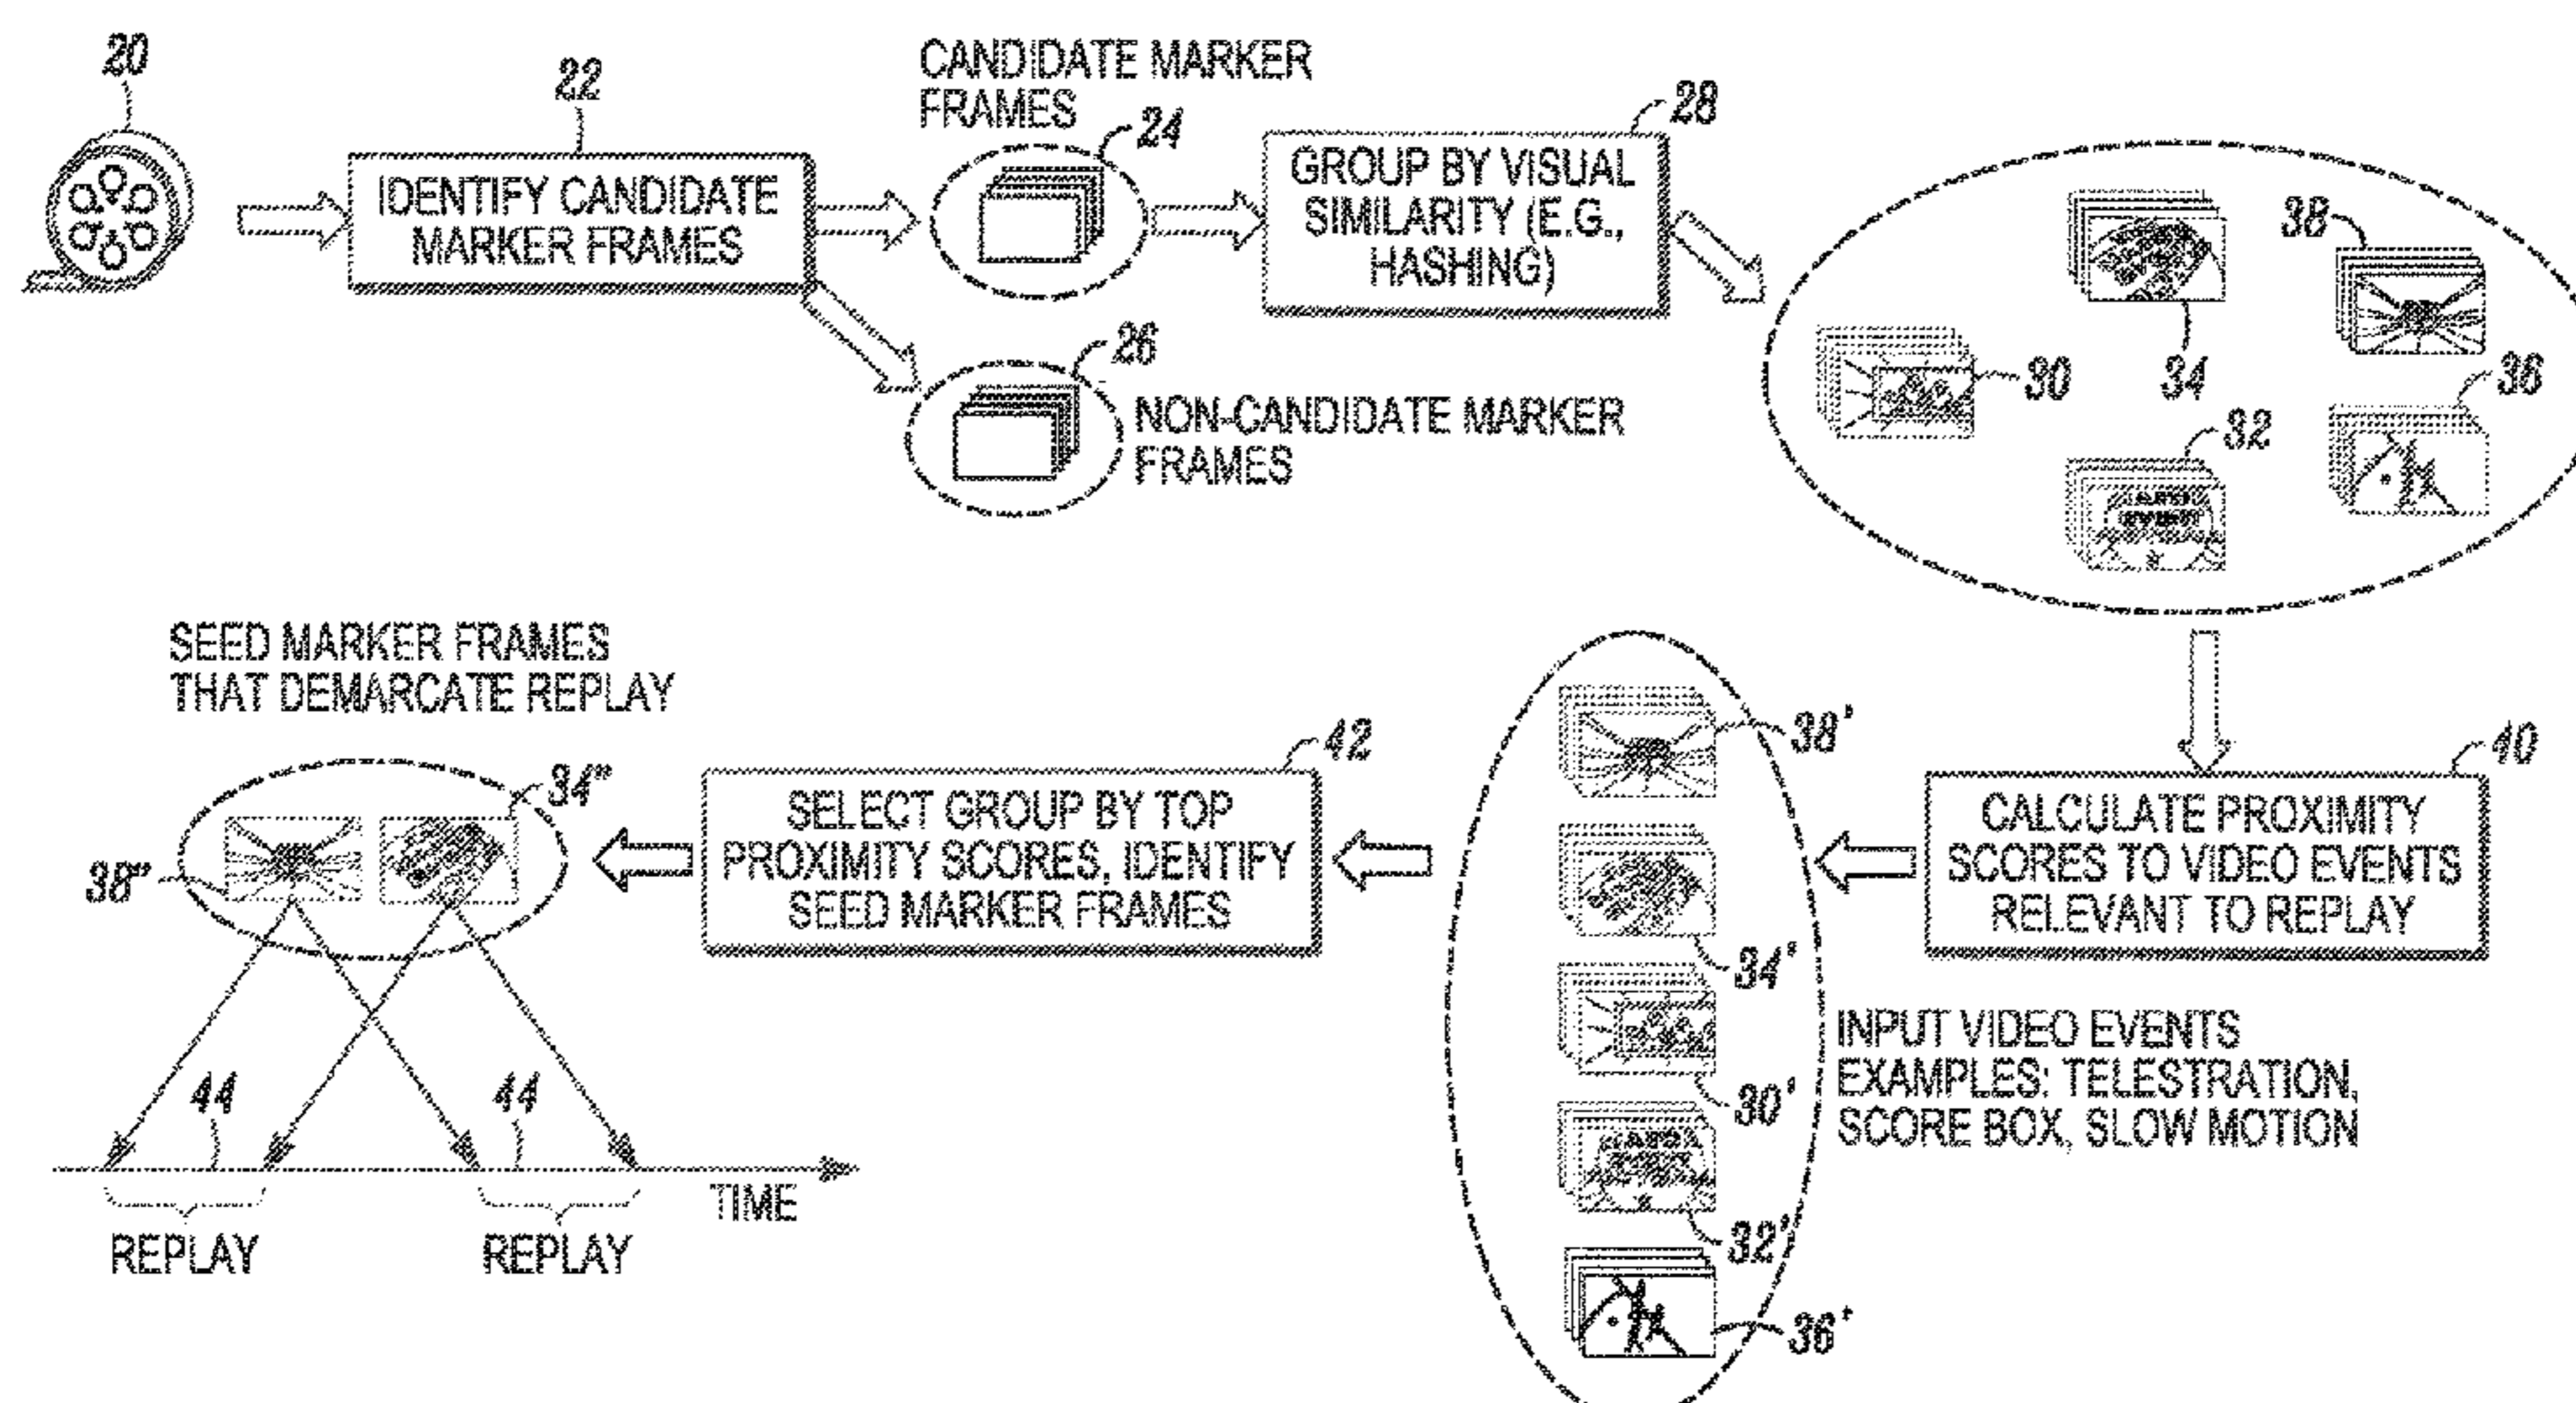 20
22
CANDIDATE MARKER
FRAMES
24
28
IDENTIFY CANDIDATE
MARKER FRAMES
GROUP BY VISUAL
SIMILARITY (E.G.,
HASHING)
26
NON-CANDIDATE MARKER
FRAMES
34
38
30
36
32
40
CALCULATE PROXIMITY
SCORES TO VIDEO EVENTS
RELEVANT TO REPLAY
38'
34'
30'
32'
36'
INPUT VIDEO EVENTS
EXAMPLES: TELESTRATION,
SCORE BOX, SLOW MOTION
42
SELECT GROUP BY TOP
PROXIMITY SCORES, IDENTIFY
SEED MARKER FRAMES
SEED MARKER FRAMES
THAT DEMARCATE REPLAY
34"
38"
44
44
TIME
REPLAY
REPLAY